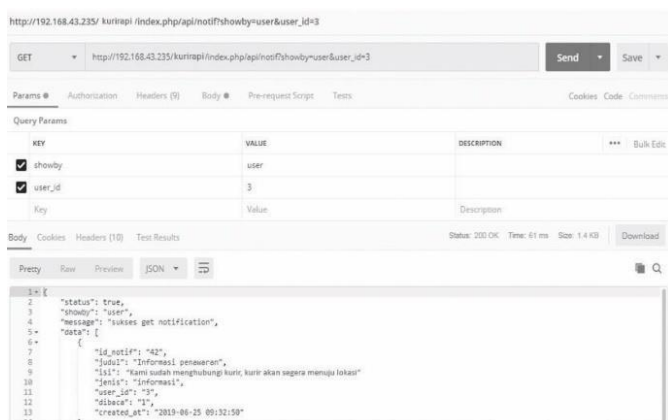 http://192.168.43.235/ kurirapi /index.php/api/notif?showby=user&user_id=3
GET http://192.168.43.235/kurirapi/index.php/api/notif?showby=user&user_id=3 Send Save
Params Authorization Headers (9) Body Pre-request Script Tests Cookies Code Comments
Query Params
KEY VALUE DESCRIPTION ••• Bulk Edit
showby user
user_id 3
Key Value Description
Body Cookies Headers (10) Test Results Status: 200 OK Time: 61 ms Size: 1.4 KB Download
Pretty Raw Preview JSON
1 {
2 "status": true,
3 "showby": "user",
4 "message": "sukses get notification",
5 "data": [
6 {
7 "id_notif": "42",
8 "judul": "Informasi penawaran",
9 "isi": "Kami sudah menghubungi kurir, kurir akan segera menuju lokasi"
10 "jenis": "informasi",
11 "user_id": "3",
12 "dibaca": "1",
13 "created_at": "2019-06-25 09:32:50"